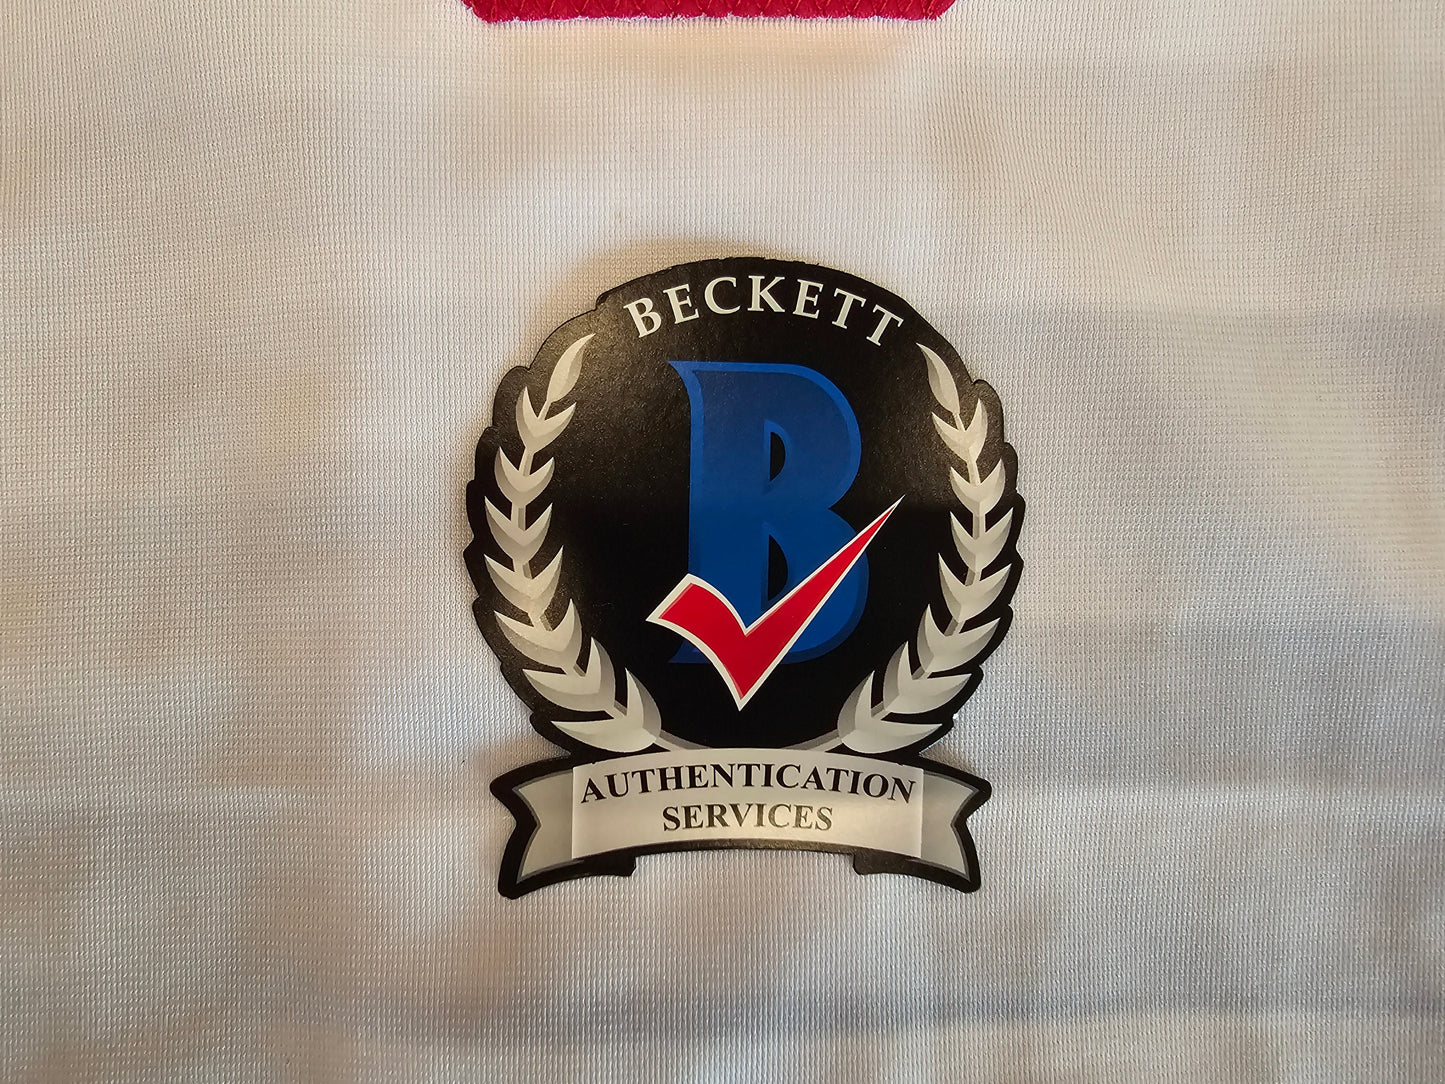 BECKETT
B
AUTHENTICATION
SERVICES